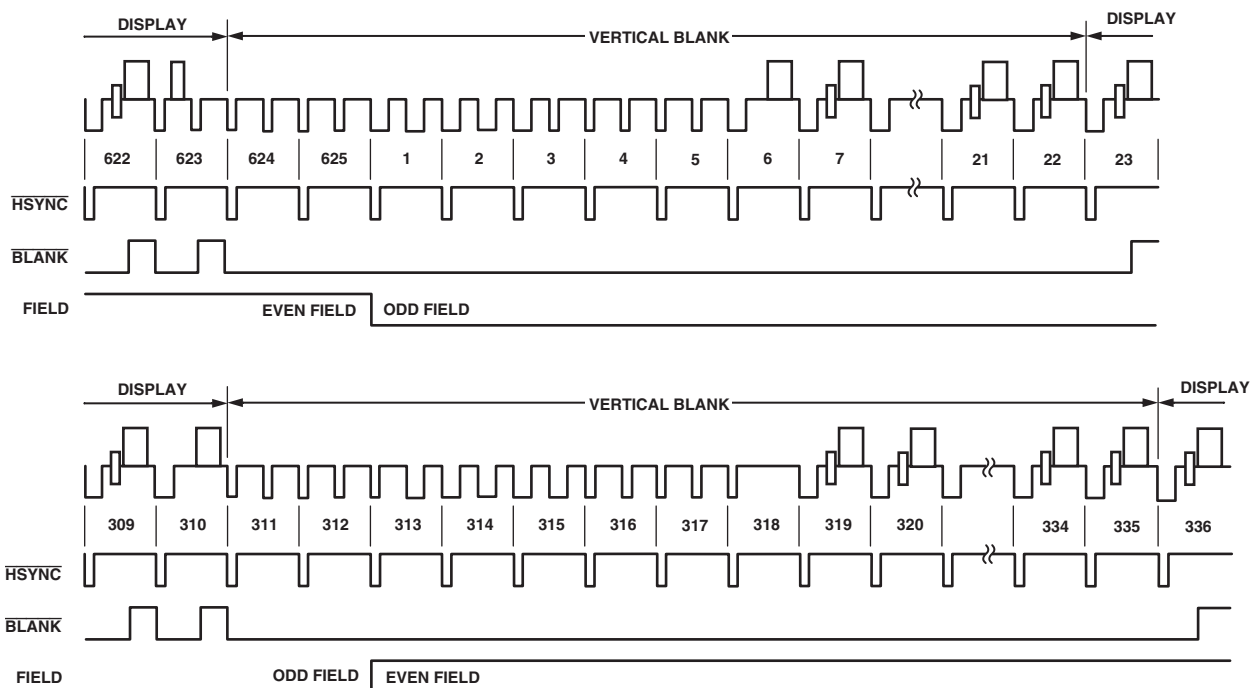 DISPLAY VERTICAL BLANK DISPLAY
622 623 624 625 1 2 3 4 5 6 7 21 22 23
HSYNC
BLANK
FIELD EVEN FIELD ODD FIELD
DISPLAY VERTICAL BLANK DISPLAY
309 310 311 312 313 314 315 316 317 318 319 320 334 335 336
HSYNC
BLANK
FIELD ODD FIELD EVEN FIELD